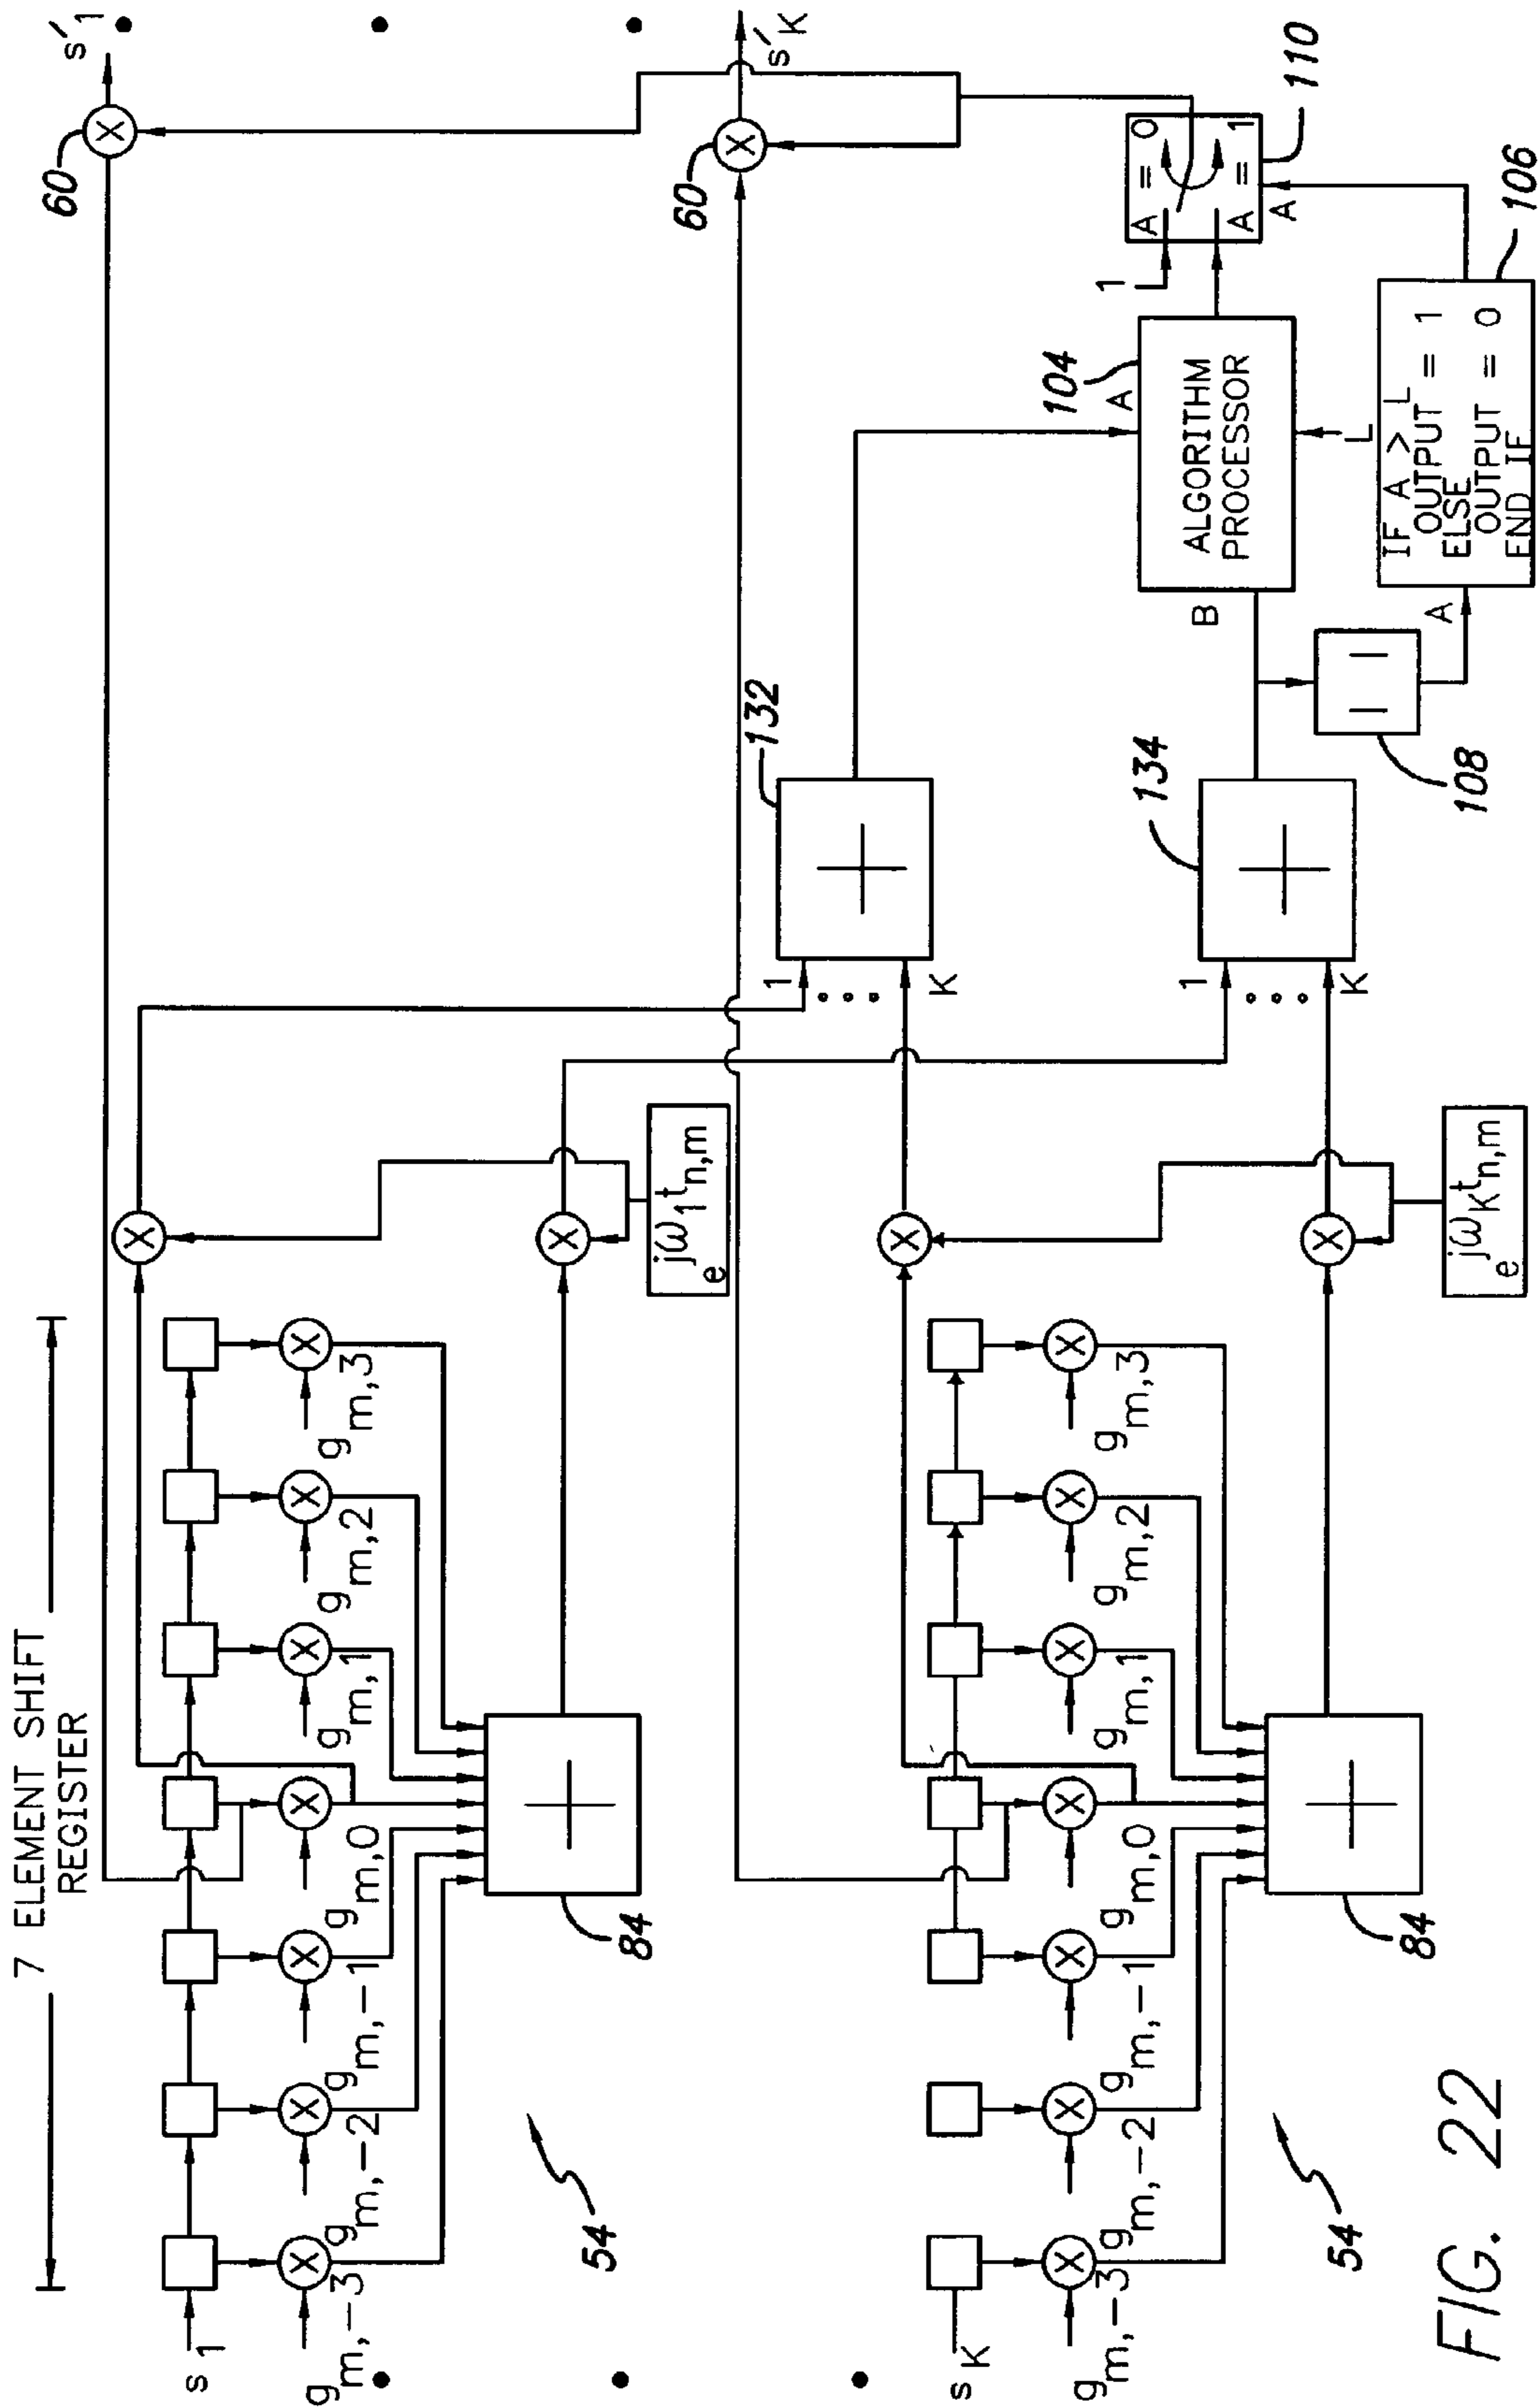 7 ELEMENT SHIFT
REGISTER
s1
gm,-3
gm,-2
gm,-1
gm,0
gm,1
gm,2
gm,3
84
54
e^jω1tn,m
60
s'1
132
1
K
60
s'K
sK
gm,-3
gm,-2
gm,-1
gm,0
gm,1
gm,2
gm,3
84
54
e^jωKtn,m
134
1
K
108
| |
B
A
104
ALGORITHM
PROCESSOR
L
1
A = 0
A = 1
A
110
A
IF A > L
OUTPUT = 1
ELSE
OUTPUT = 0
END IF
106
FIG. 22